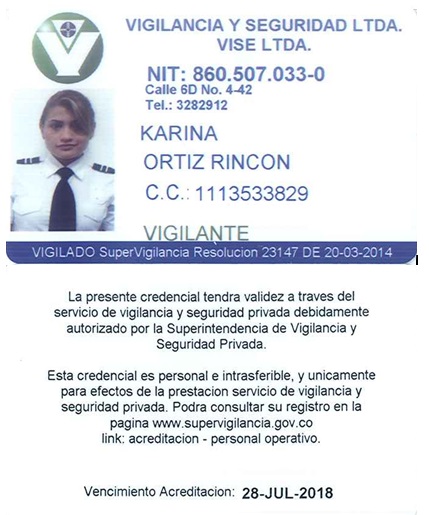 VIGILANCIA Y SEGURIDAD LTDA.
VISE LTDA.
NIT: 860.507.033-0
Calle 6D No. 4-42
Tel.: 3282912
KARINA
ORTIZ RINCON
C.C.: 1113533829
VIGILANTE
VIGILADO SuperVigilancia Resolucion 23147 DE 20-03-2014
La presente credencial tendra validez a traves del
servicio de vigilancia y seguridad privada debidamente
autorizado por la Superintendencia de Vigilancia y
Seguridad Privada.
Esta credencial es personal e intrasferible, y unicamente
para efectos de la prestacion servicio de vigilancia y
seguridad privada. Podra consultar su registro en la
pagina www.supervigilancia.gov.co
link: acreditacion - personal operativo.
Vencimiento Acreditacion: 28-JUL-2018